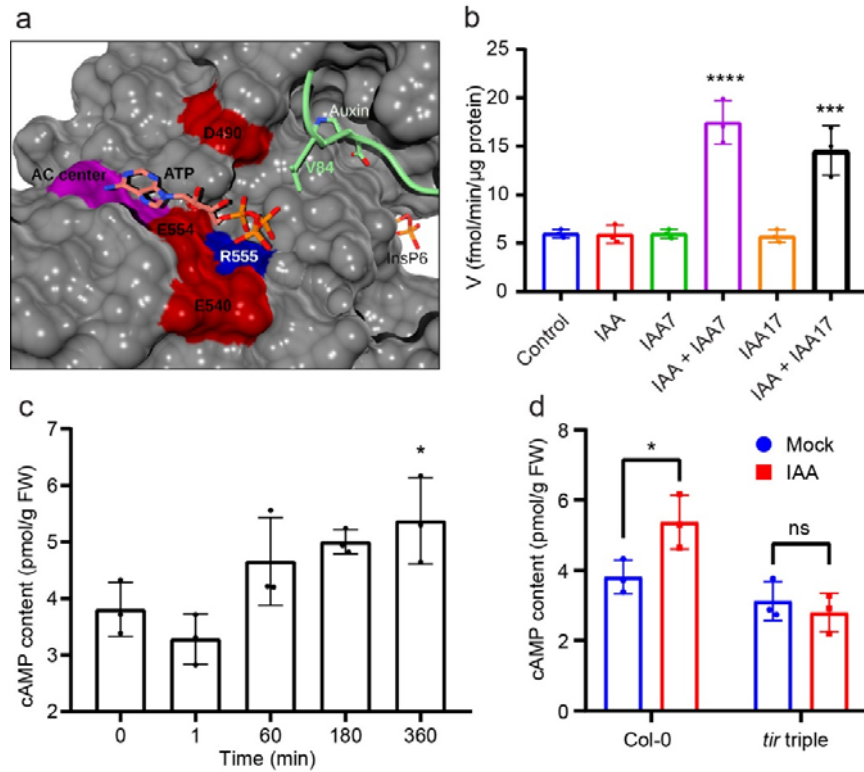 a
D490
Auxin
V84
AC center
ATP
E554
R555
E540
InsP6
b
V (fmol/min/μg protein)
25
20
15
10
5
0
****
***
Control
IAA
IAA7
IAA + IAA7
IAA17
IAA + IAA17
c
cAMP content (pmol/g FW)
7
6
5
4
3
2
*
0 1 60 180 360
Time (min)
d
cAMP content (pmol/g FW)
8
6
4
2
0
Mock
IAA
*
ns
Col-0 tir triple